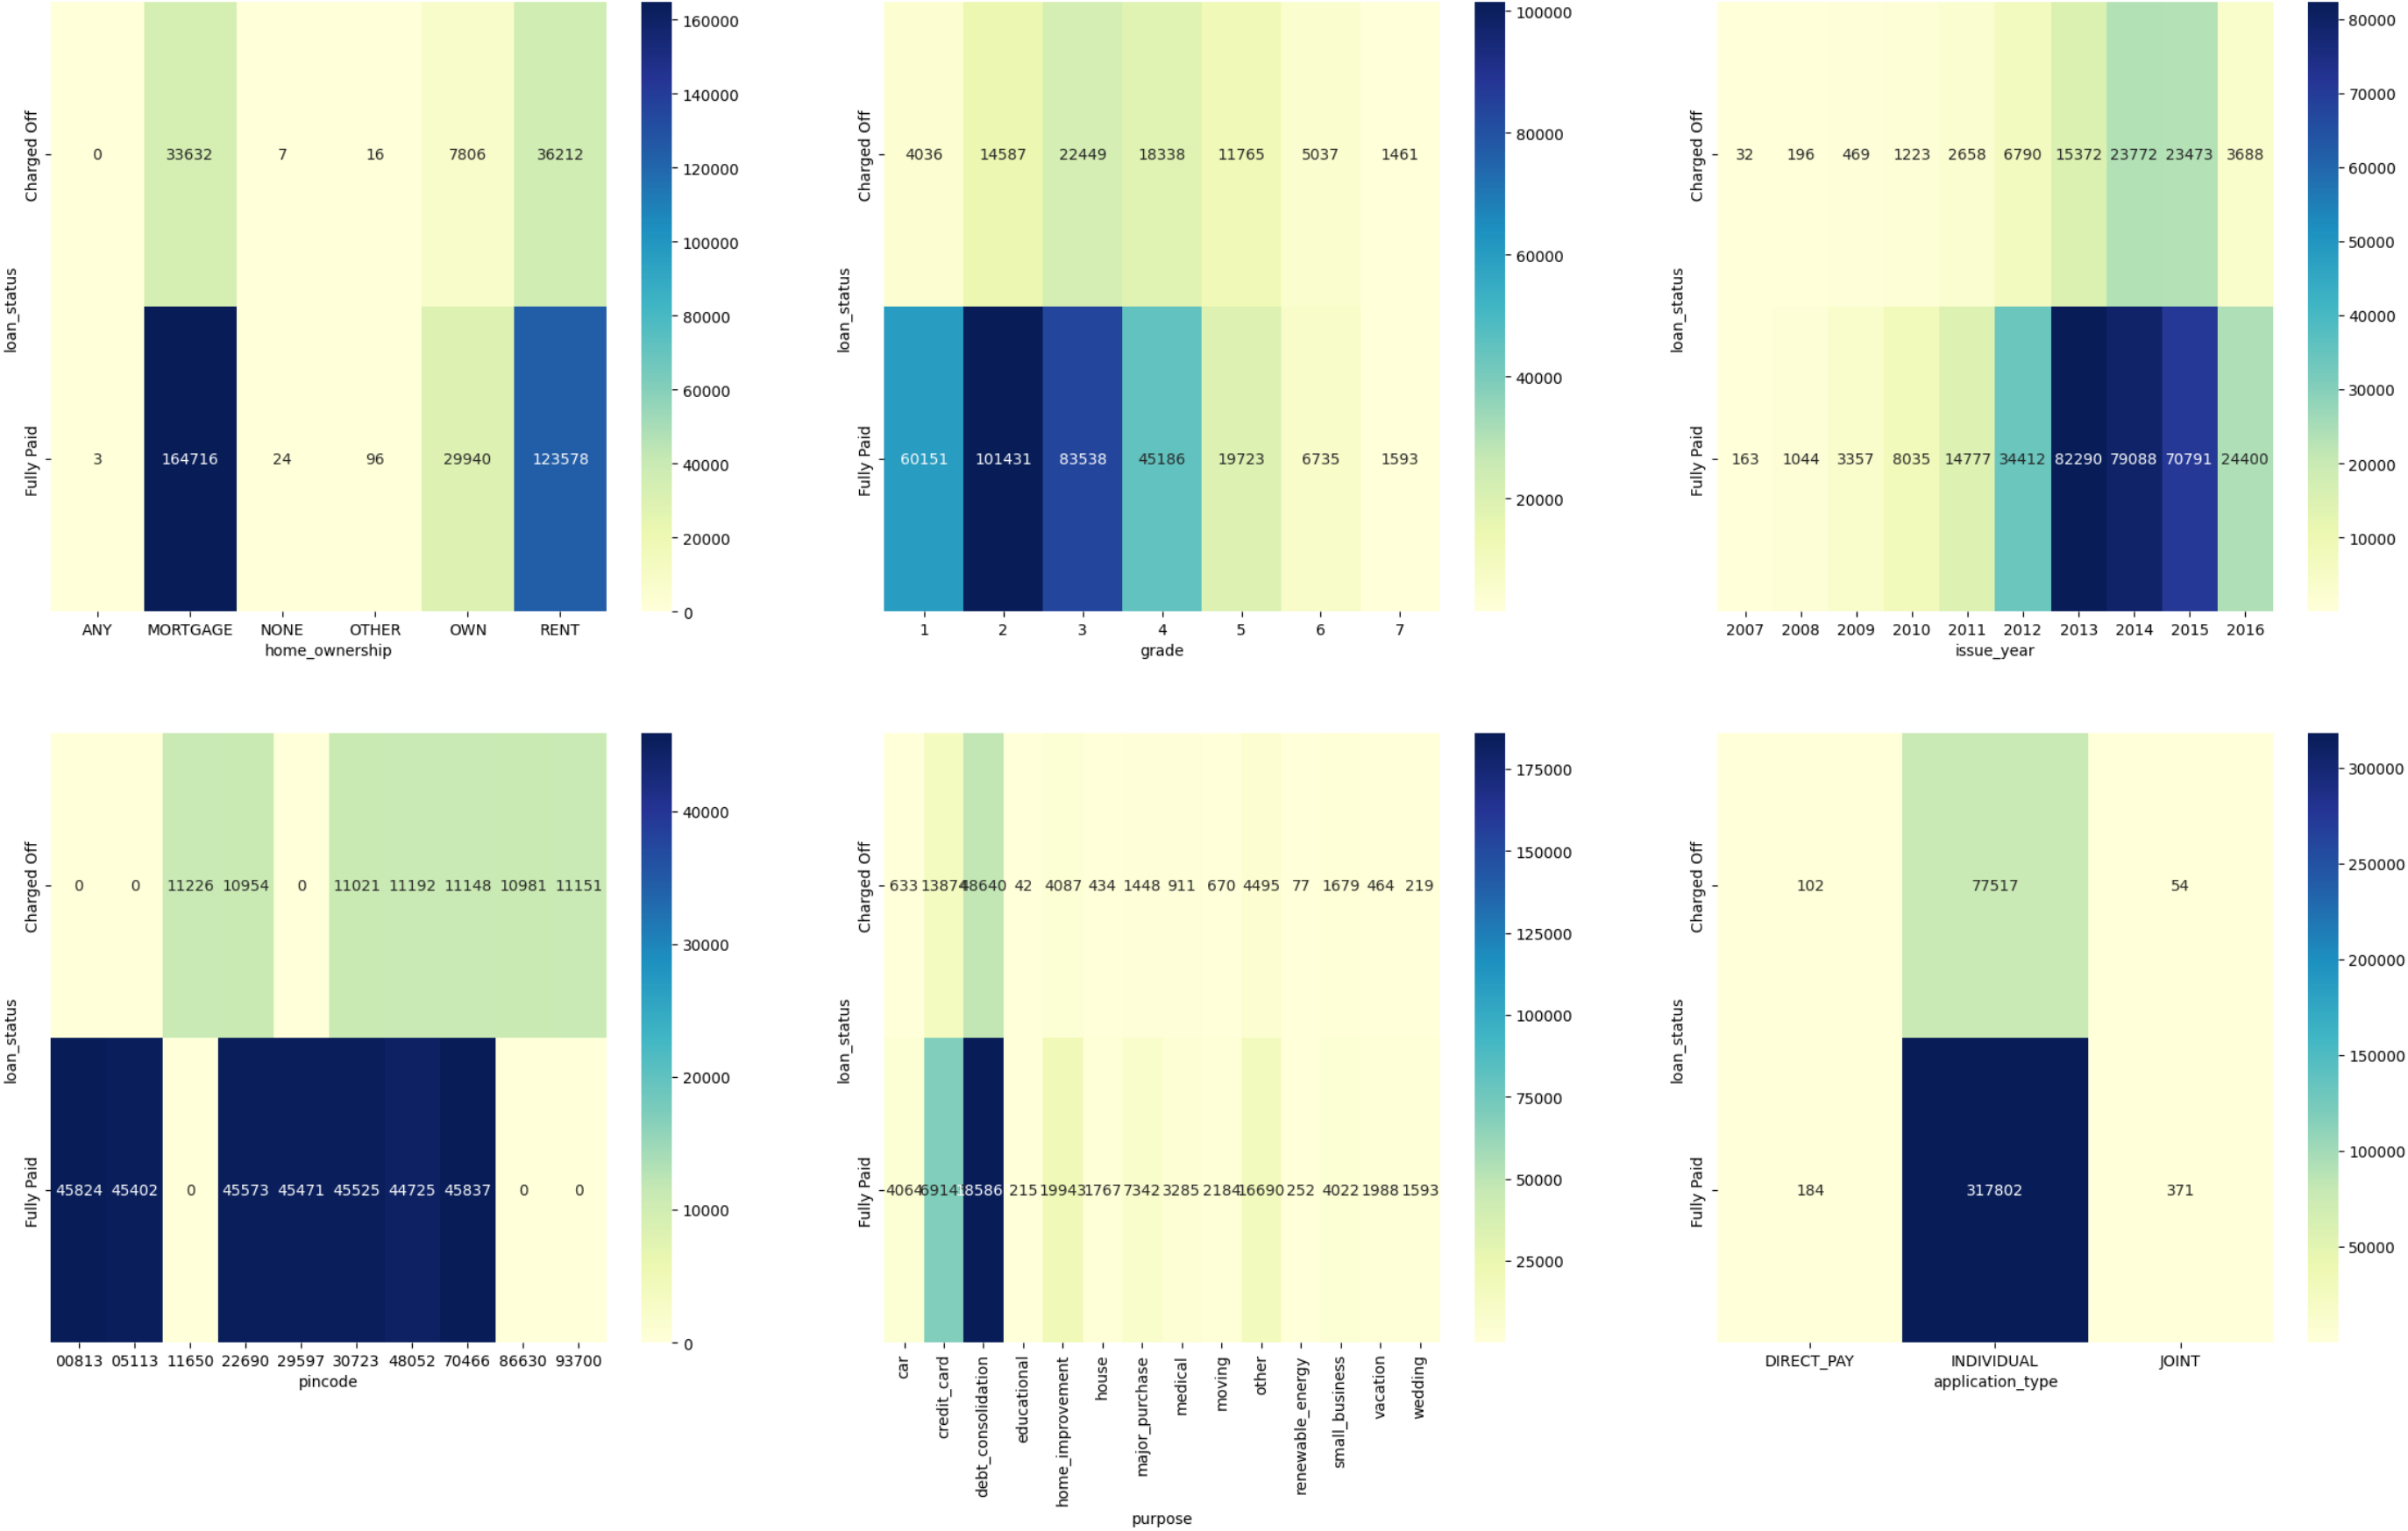 Charged Off
0 33632 7 16 7806 36212
loan_status
Fully Paid
3 164716 24 96 29940 123578
ANY MORTGAGE NONE OTHER OWN RENT
home_ownership
160000
140000
120000
100000
80000
60000
40000
20000
0
Charged Off
4036 14587 22449 18338 11765 5037 1461
loan_status
Fully Paid
60151 101431 83538 45186 19723 6735 1593
1 2 3 4 5 6 7
grade
100000
80000
60000
40000
20000
Charged Off
32 196 469 1223 2658 6790 15372 23772 23473 3688
loan_status
Fully Paid
163 1044 3357 8035 14777 34412 82290 79088 70791 24400
2007 2008 2009 2010 2011 2012 2013 2014 2015 2016
issue_year
80000
70000
60000
50000
40000
30000
20000
10000
Charged Off
0 0 11226 10954 0 11021 11192 11148 10981 11151
loan_status
Fully Paid
45824 45402 0 45573 45471 45525 44725 45837 0 0
00813 05113 11650 22690 29597 30723 48052 70466 86630 93700
pincode
40000
30000
20000
10000
0
Charged Off
633 13874 48640 42 4087 434 1448 911 670 4495 77 1679 464 219
loan_status
Fully Paid
4064 215 19943 1767 7342 3285 2184 16690 252 4022 1988 1593
car credit_card debt_consolidation educational home_improvement house major_purchase medical moving other renewable_energy small_business vacation wedding
purpose
175000
150000
125000
100000
75000
50000
25000
Charged Off
102 77517 54
loan_status
Fully Paid
184 317802 371
DIRECT_PAY INDIVIDUAL JOINT
application_type
300000
250000
200000
150000
100000
50000